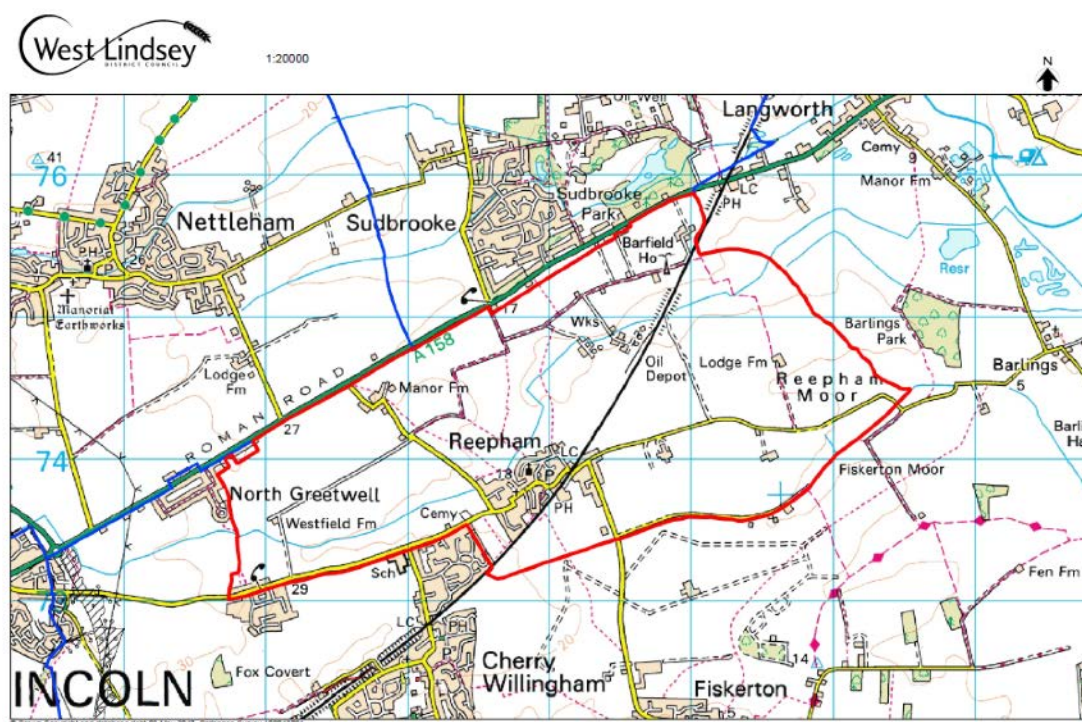 West Lindsey
DISTRICT COUNCIL
1:20000
N
Oil Well
Langworth
41
76
Cemy
9
Manor Fm
LC
PH
Nettleham
Sudbrooke
Sudbrooke
Park
Barfield
Ho
PH
P
26
Manorial
Earthworks
Resr
17
Wks
A158
Barlings
Park
Oil
Depot
Lodge Fm
Reepham
Moor
Barlings
5
Lodge
Fm
Manor Fm
ROMAN ROAD
27
Reepham
LC
74
18
P
Fiskerton Moor
North Greetwell
PH
Westfield Fm
Cemy
Sch
29
Fen Fm
LC
PH
P
Fox Covert
Cherry
Willingham
14
INCOLN
Fiskerton
5